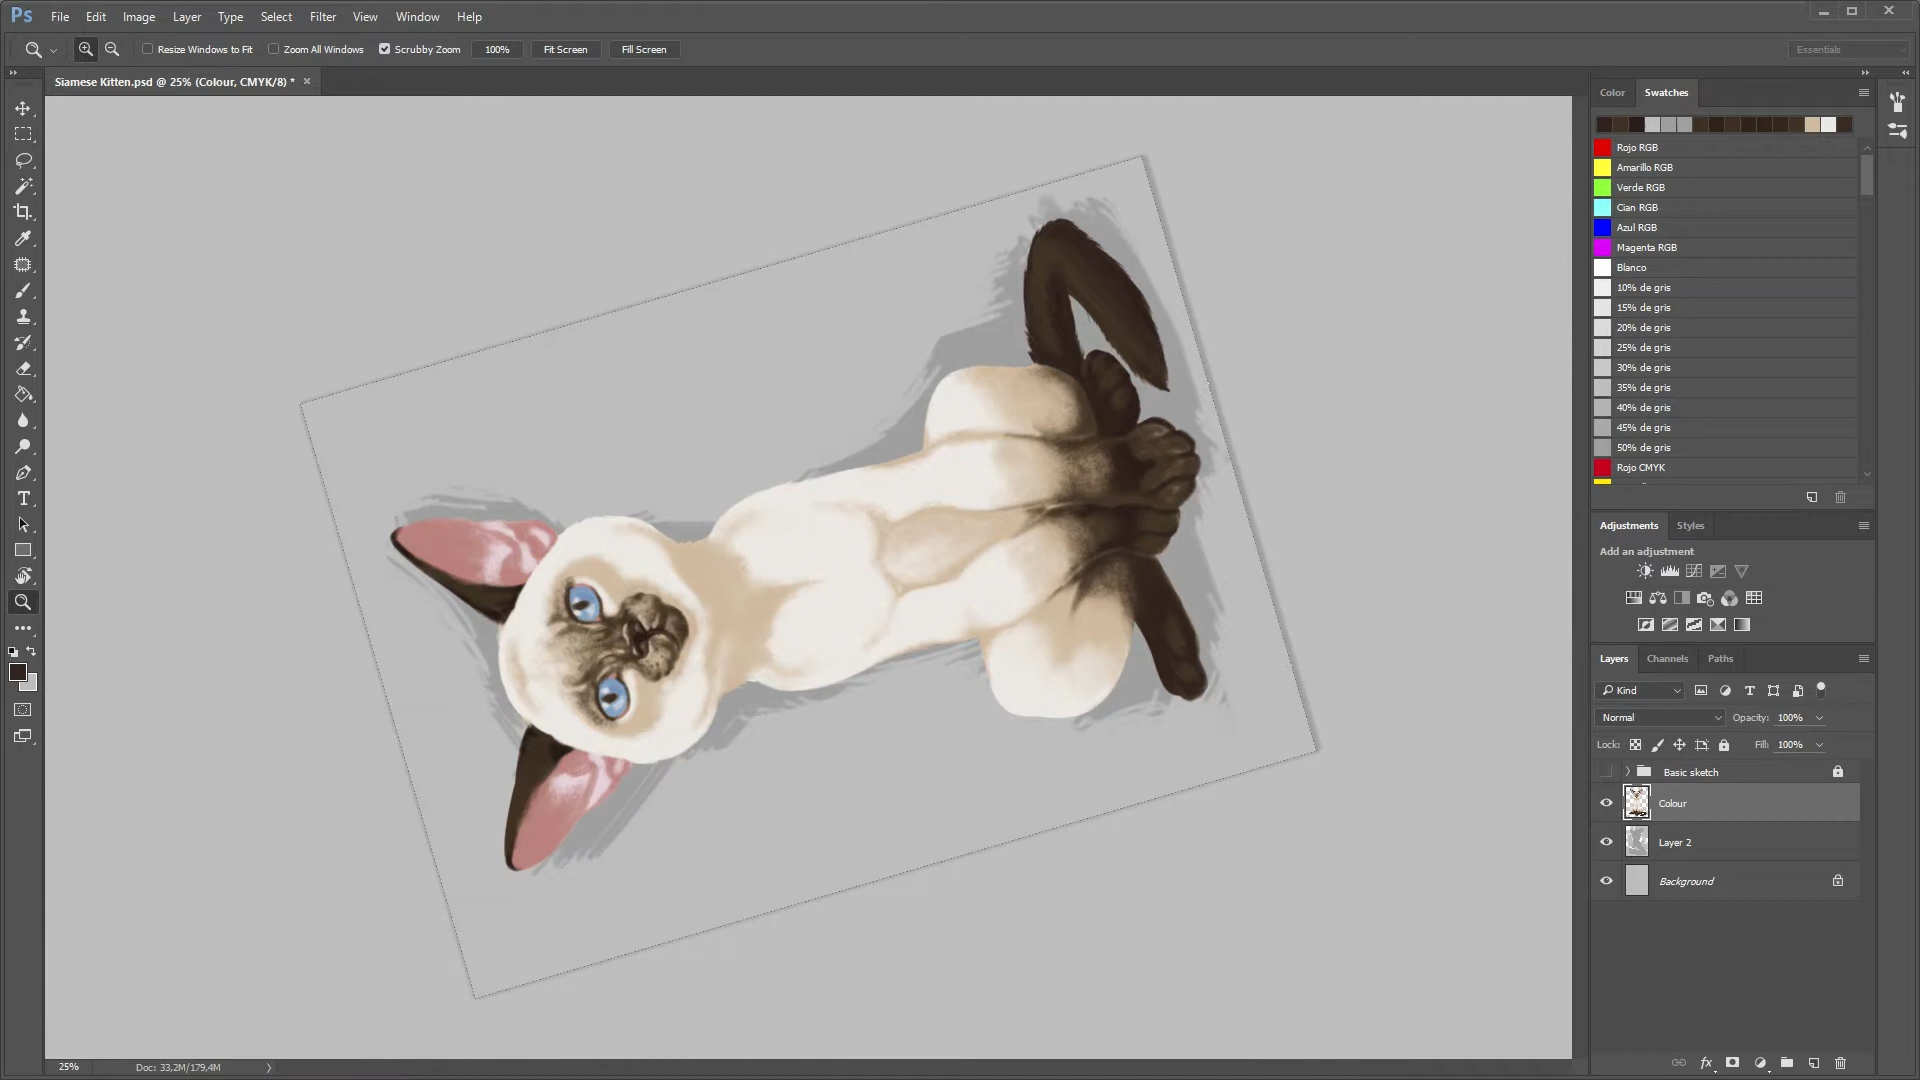 Ps File Edit Image Layer Type Select Filter 3D View Window Help
Resize Windows to Fit Zoom All Windows Scrubby Zoom 100% Fit Screen Fill Screen Essentials
Siamese Kitten.psd @ 25% (Colour, CMYK/8) *
Color Swatches
Rojo RGB
Amarillo RGB
Verde RGB
Cian RGB
Azul RGB
Magenta RGB
Blanco
10% de gris
15% de gris
20% de gris
25% de gris
30% de gris
35% de gris
40% de gris
45% de gris
50% de gris
Rojo CMYK
Adjustments Styles
Add an adjustment
Layers Channels Paths
Kind
Normal Opacity: 100%
Lock: Fill: 100%
Basic sketch
Colour
Layer 2
Background
fx
25% Doc: 33,2M/179,4M